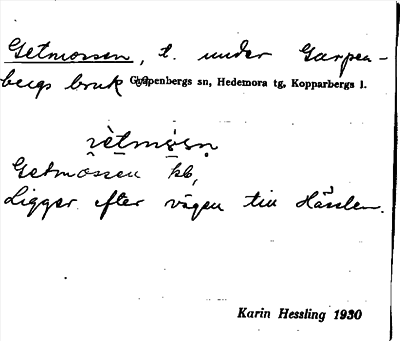 Getmossen, t. under Garpen-
bergs bruk Garpenbergs sn, Hedemora tg, Kopparbergs l.
Getmossen kb,
Ligger efter vägen till Hässlen.
Karin Hessling 1930